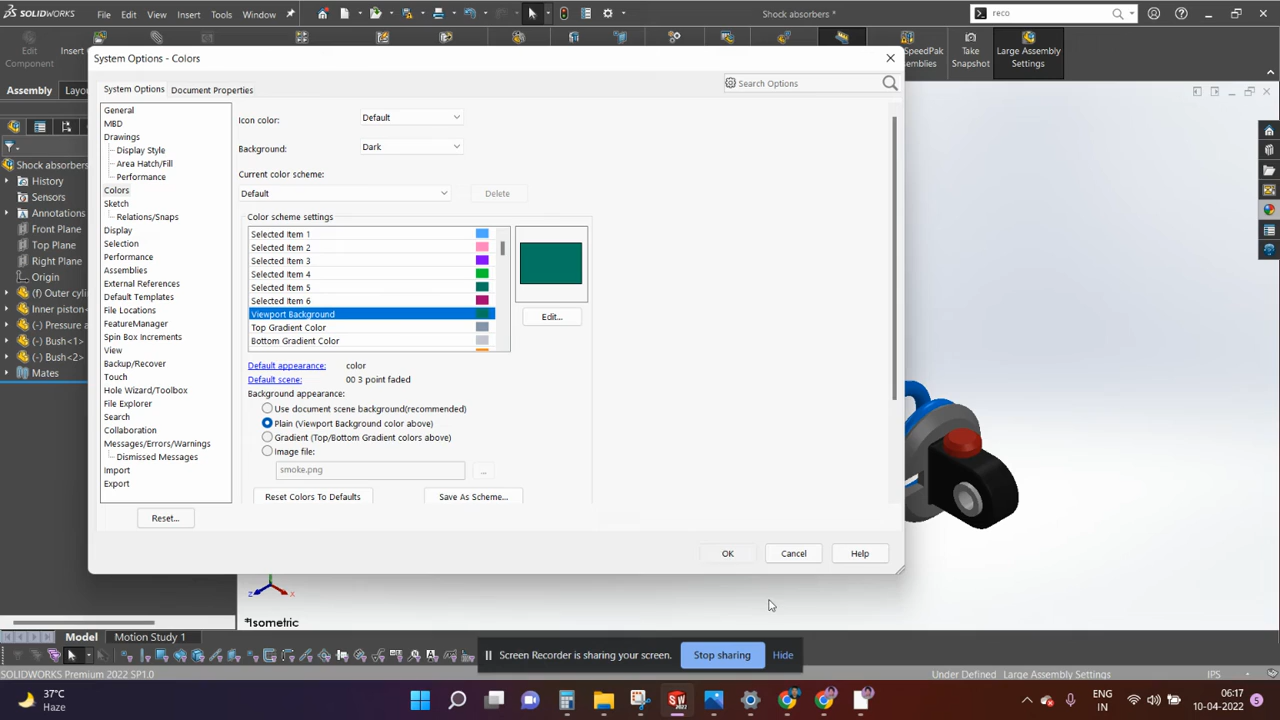 SOLIDWORKS
File
Edit
View
Insert
Tools
Window
Shock absorbers *
reco
Edit
Component
Insert
SpeedPak
Take
Snapshot
Large Assembly
Settings
Assembly
System Options - Colors
System Options
Document Properties
Search Options
General
MBD
Drawings
Display Style
Area Hatch/Fill
Performance
Colors
Sketch
Relations/Snaps
Display
Selection
Performance
Assemblies
External References
Default Templates
File Locations
FeatureManager
Spin Box Increments
View
Backup/Recover
Touch
Hole Wizard/Toolbox
File Explorer
Search
Collaboration
Messages/Errors/Warnings
Dismissed Messages
Import
Export
Reset...
Icon color:
Default
Background:
Dark
Current color scheme:
Default
Delete
Color scheme settings
Selected Item 1
Selected Item 2
Selected Item 3
Selected Item 4
Selected Item 5
Selected Item 6
Viewport Background
Top Gradient Color
Bottom Gradient Color
Edit...
Default appearance:
color
Default scene:
00 3 point faded
Background appearance:
Use document scene background(recommended)
Plain (Viewport Background color above)
Gradient (Top/Bottom Gradient colors above)
Image file:
smoke.png
...
Reset Colors To Defaults
Save As Scheme...
OK
Cancel
Help
Shock absorbers
History
Sensors
Annotations
Front Plane
Top Plane
Right Plane
Origin
(f) Outer cylin
Inner piston-
(-) Pressure a
(-) Bush<1>
(-) Bush<2>
Mates
z
x
*Isometric
Model
Motion Study 1
Screen Recorder is sharing your screen.
Stop sharing
Hide
SOLIDWORKS Premium 2022 SP1.0
Under Defined
Large Assembly Settings
IPS
37°C
Haze
ENG
IN
06:17
10-04-2022
5